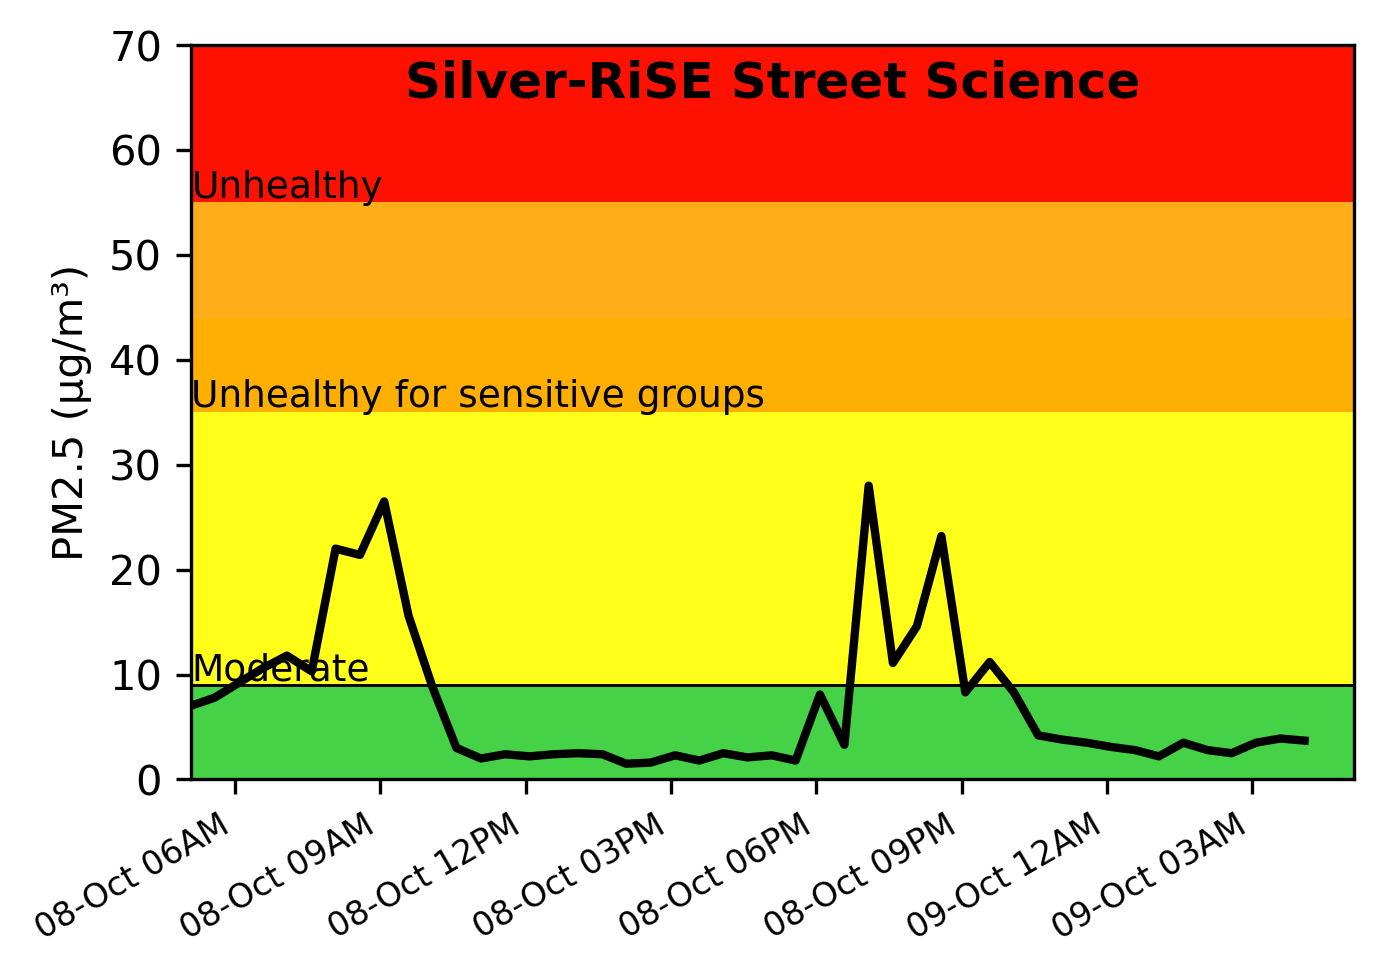 Silver-RiSE Street Science
PM2.5 (µg/m³)
70
60
50
40
30
20
10
0
Unhealthy
Unhealthy for sensitive groups
Moderate
08-Oct 06AM
08-Oct 09AM
08-Oct 12PM
08-Oct 03PM
08-Oct 06PM
08-Oct 09PM
09-Oct 12AM
09-Oct 03AM